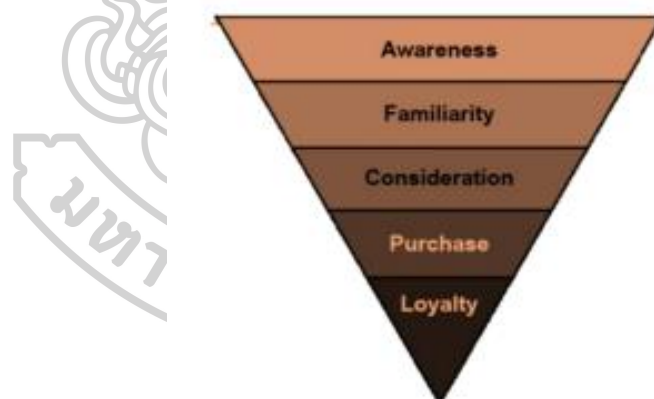 Awareness
Familiarity
Consideration
Purchase
Loyalty